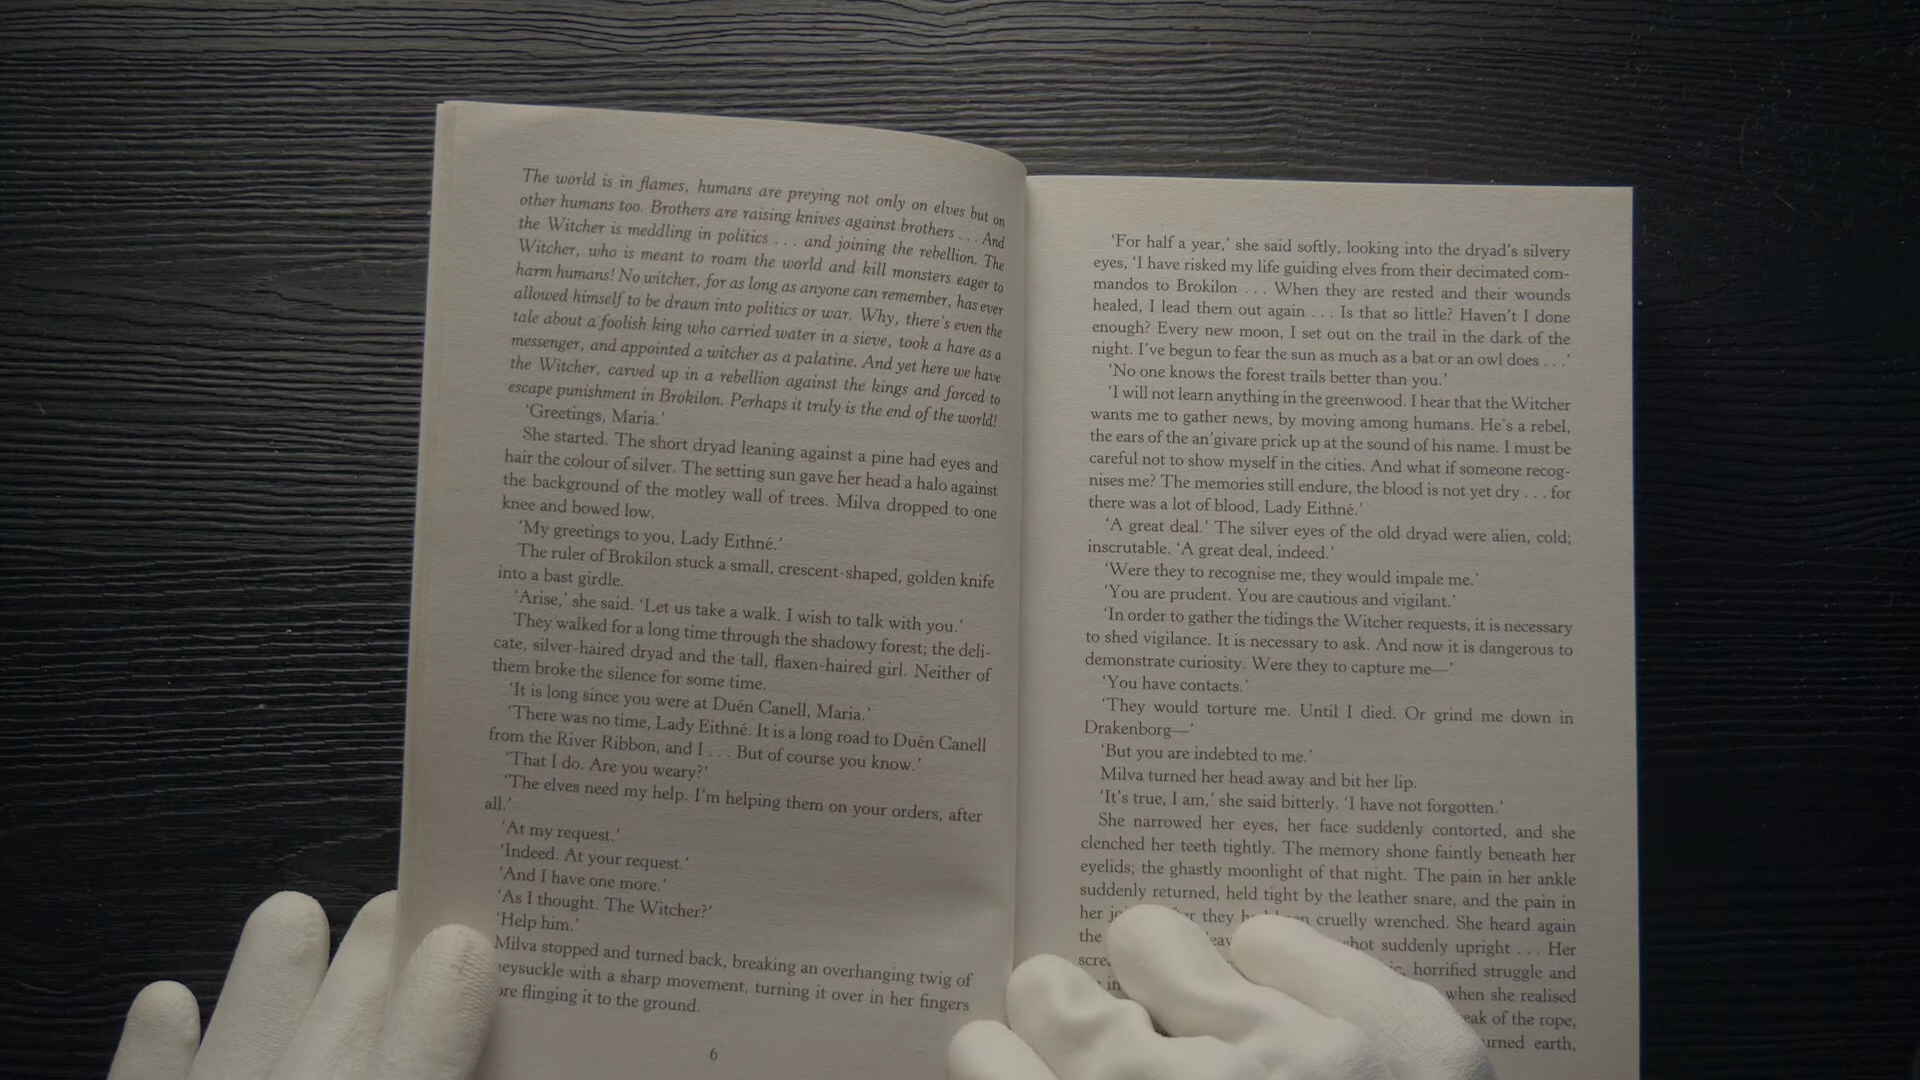 The world is in flames, humans are preying not only on elves but on
other humans too. Brothers are raising knives against brothers . . . And
the Witcher is meddling in politics . . . and joining the rebellion. The
Witcher, who is meant to roam the world and kill monsters eager to
harm humans! No witcher, for as long as anyone can remember, has ever
allowed himself to be drawn into politics or war. Why, there's even the
tale about a foolish king who carried water in a sieve, took a hare as a
messenger, and appointed a witcher as a palatine. And yet here we have
the Witcher, carved up in a rebellion against the kings and forced to
escape punishment in Brokilon. Perhaps it truly is the end of the world!
'Greetings, Maria.'
She started. The short dryad leaning against a pine had eyes and
hair the colour of silver. The setting sun gave her head a halo against
the background of the motley wall of trees. Milva dropped to one
knee and bowed low.
'My greetings to you, Lady Eithné.'
The ruler of Brokilon stuck a small, crescent-shaped, golden knife
into a bast girdle.
'Arise,' she said. 'Let us take a walk. I wish to talk with you.'
They walked for a long time through the shadowy forest; the deli-
cate, silver-haired dryad and the tall, flaxen-haired girl. Neither of
them broke the silence for some time.
'It is long since you were at Duén Canell, Maria.'
'There was no time, Lady Eithné. It is a long road to Duén Canell
from the River Ribbon, and I . . . But of course you know.'
'That I do. Are you weary?'
'The elves need my help. I'm helping them on your orders, after
all.'
'At my request.'
'Indeed. At your request.'
'And I have one more.'
'As I thought. The Witcher?'
'Help him.'
Milva stopped and turned back, breaking an overhanging twig of
with a sharp movement, turning it over in her fingers
flinging it to the ground.
6
'For half a year,' she said softly, looking into the dryad's silvery
eyes, 'I have risked my life guiding elves from their decimated com-
mandos to Brokilon . . . When they are rested and their wounds
healed, I lead them out again . . . Is that so little? Haven't I done
enough? Every new moon, I set out on the trail in the dark of the
night. I've begun to fear the sun as much as a bat or an owl does . . .'
'No one knows the forest trails better than you.'
'I will not learn anything in the greenwood. I hear that the Witcher
wants me to gather news, by moving among humans. He's a rebel,
the ears of the an'givare prick up at the sound of his name. I must be
careful not to show myself in the cities. And what if someone recog-
nises me? The memories still endure, the blood is not yet dry . . . for
there was a lot of blood, Lady Eithné.'
'A great deal.' The silver eyes of the old dryad were alien, cold;
inscrutable. 'A great deal, indeed.'
'Were they to recognise me, they would impale me.'
'You are prudent. You are cautious and vigilant.'
'In order to gather the tidings the Witcher requests, it is necessary
to shed vigilance. It is necessary to ask. And now it is dangerous to
demonstrate curiosity. Were they to capture me—'
'You have contacts.'
'They would torture me. Until I died. Or grind me down in
Drakenborg—'
'But you are indebted to me.'
Milva turned her head away and bit her lip.
'It's true, I am,' she said bitterly. 'I have not forgotten.'
She narrowed her eyes, her face suddenly contorted, and she
clenched her teeth tightly. The memory shone faintly beneath her
eyelids; the ghastly moonlight of that night. The pain in her ankle
suddenly returned, held tight by the leather snare, and the pain in
her they cruelly wrenched. She heard again
the shot suddenly upright . . . Her
horrified struggle and
when she realised
of the rope,
earth,